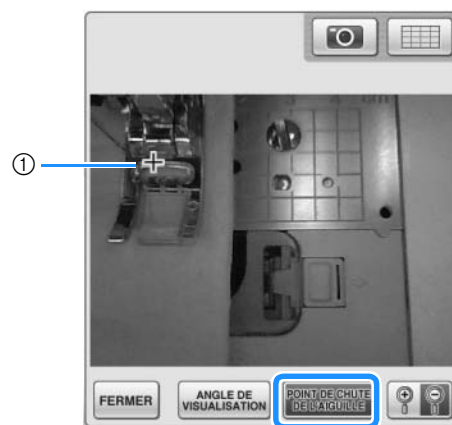 ①
FERMER
ANGLE DE
VISUALISATION
POINT DE CHUTE
DE L'AIGUILLE